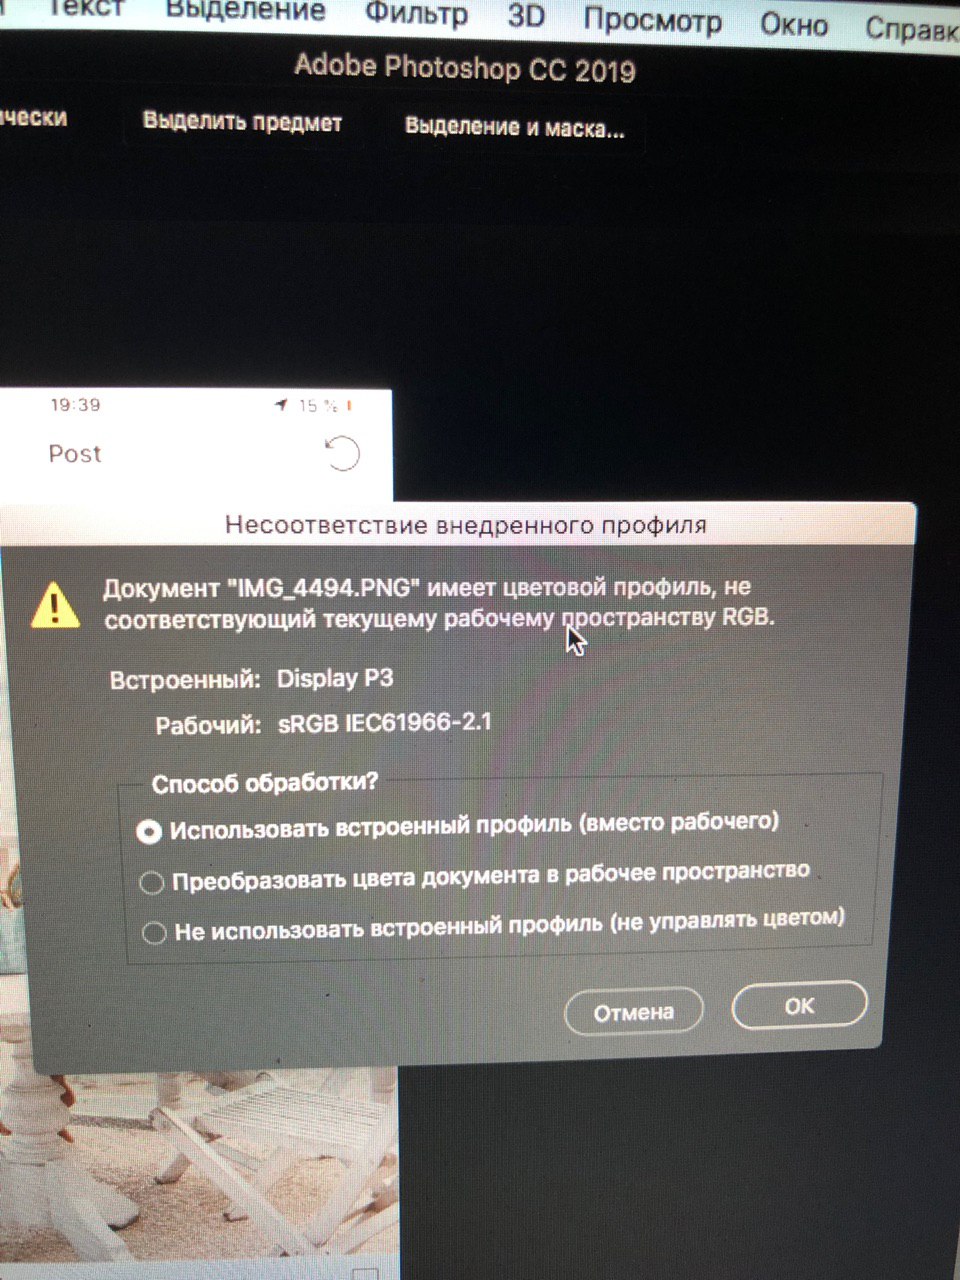 Текст Выделение Фильтр 3D Просмотр Окно
Adobe Photoshop CC 2019
Выделить предмет Выделение и маска...
19:39 15 %
Post
Несоответствие внедренного профиля
Документ "IMG_4494.PNG" имеет цветовой профиль, не
соответствующий текущему рабочему пространству RGB.
Встроенный: Display P3
Рабочий: sRGB IEC61966-2.1
Способ обработки?
Использовать встроенный профиль (вместо рабочего)
Преобразовать цвета документа в рабочее пространство
Не использовать встроенный профиль (не управлять цветом)
Отмена OK